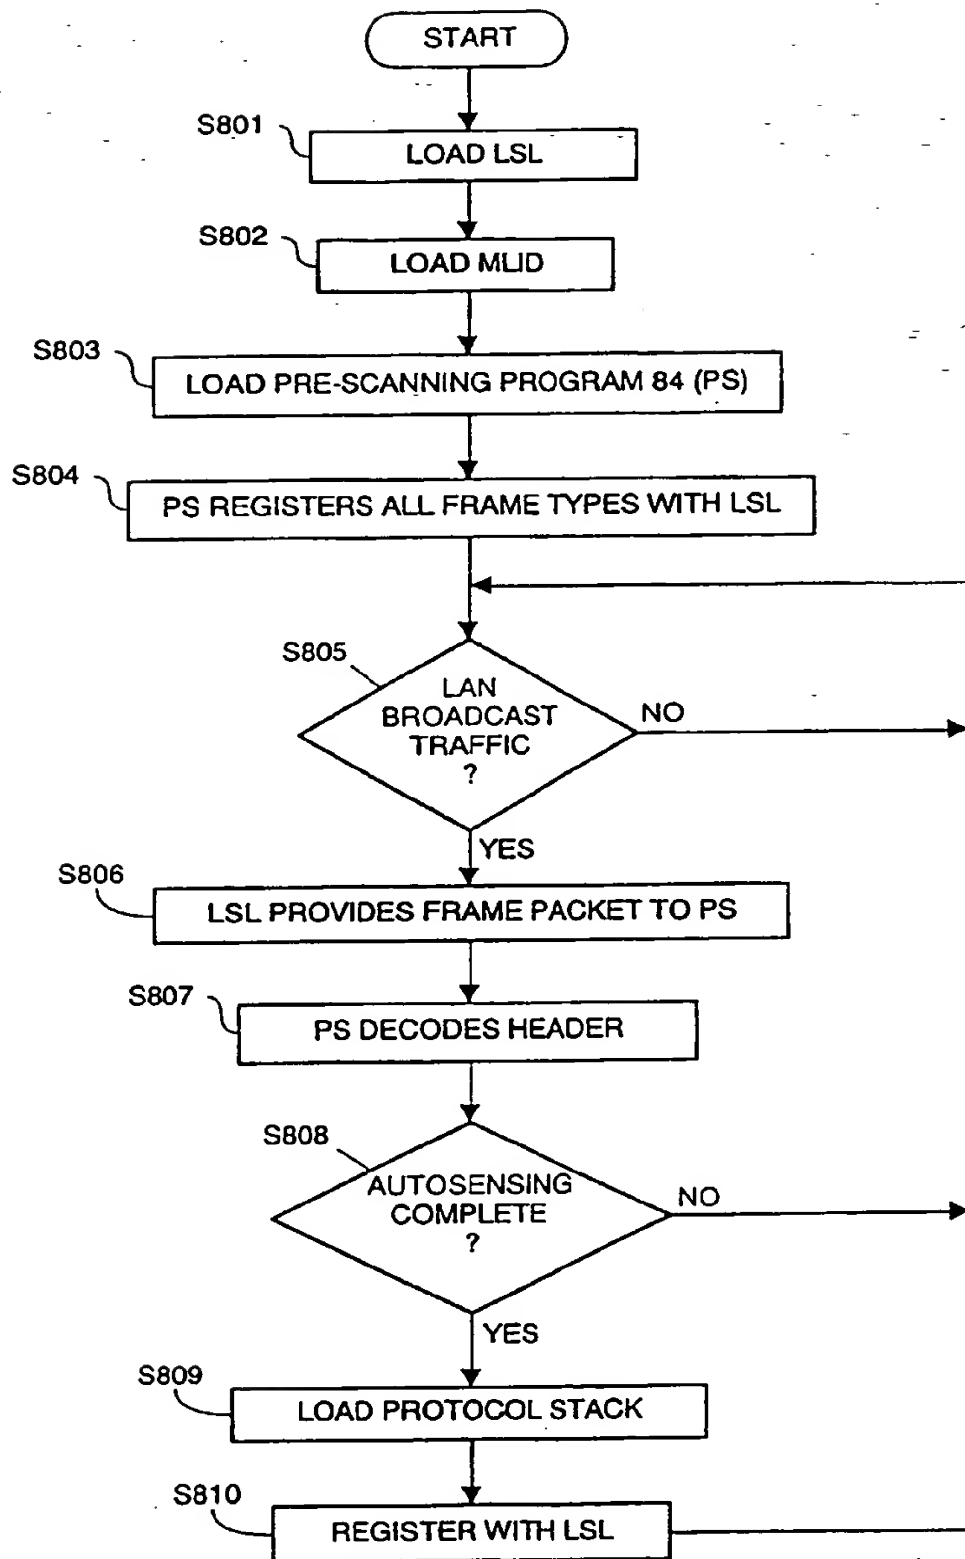 START
S801
LOAD LSL
S802
LOAD MLID
S803
LOAD PRE-SCANNING PROGRAM 84 (PS)
S804
PS REGISTERS ALL FRAME TYPES WITH LSL
S805
LAN
BROADCAST
TRAFFIC
?
NO
YES
S806
LSL PROVIDES FRAME PACKET TO PS
S807
PS DECODES HEADER
S808
AUTOSENSING
COMPLETE
?
NO
YES
S809
LOAD PROTOCOL STACK
S810
REGISTER WITH LSL